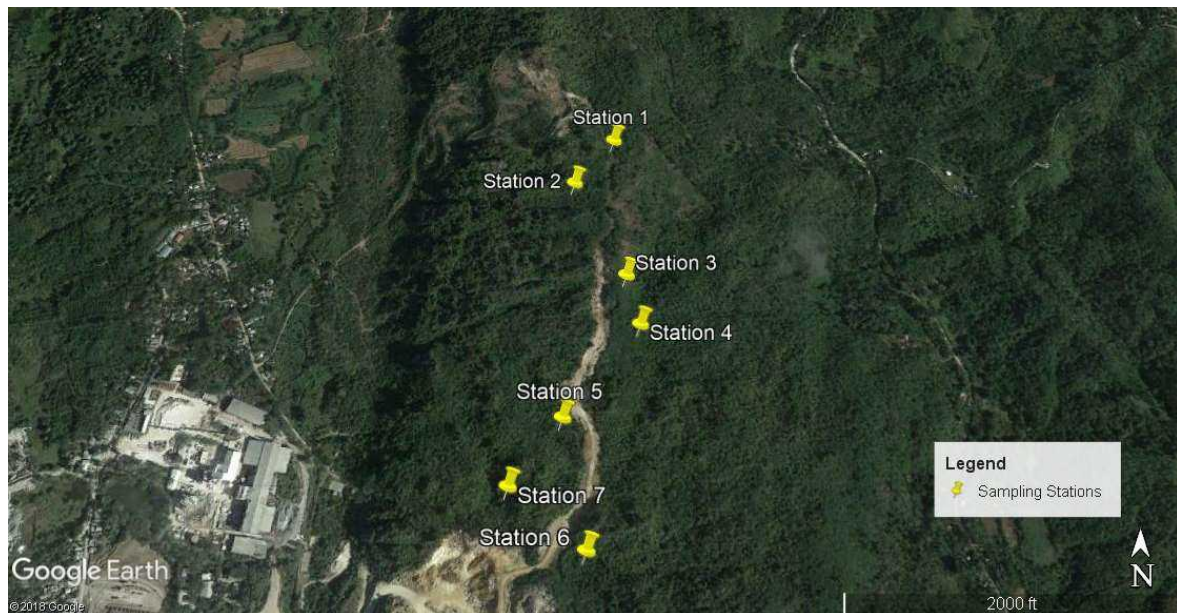 Station 1
Station 2
Station 3
Station 4
Station 5
Station 7
Station 6
Legend
Sampling Stations
N
Google Earth
©2018 Google
2000 ft